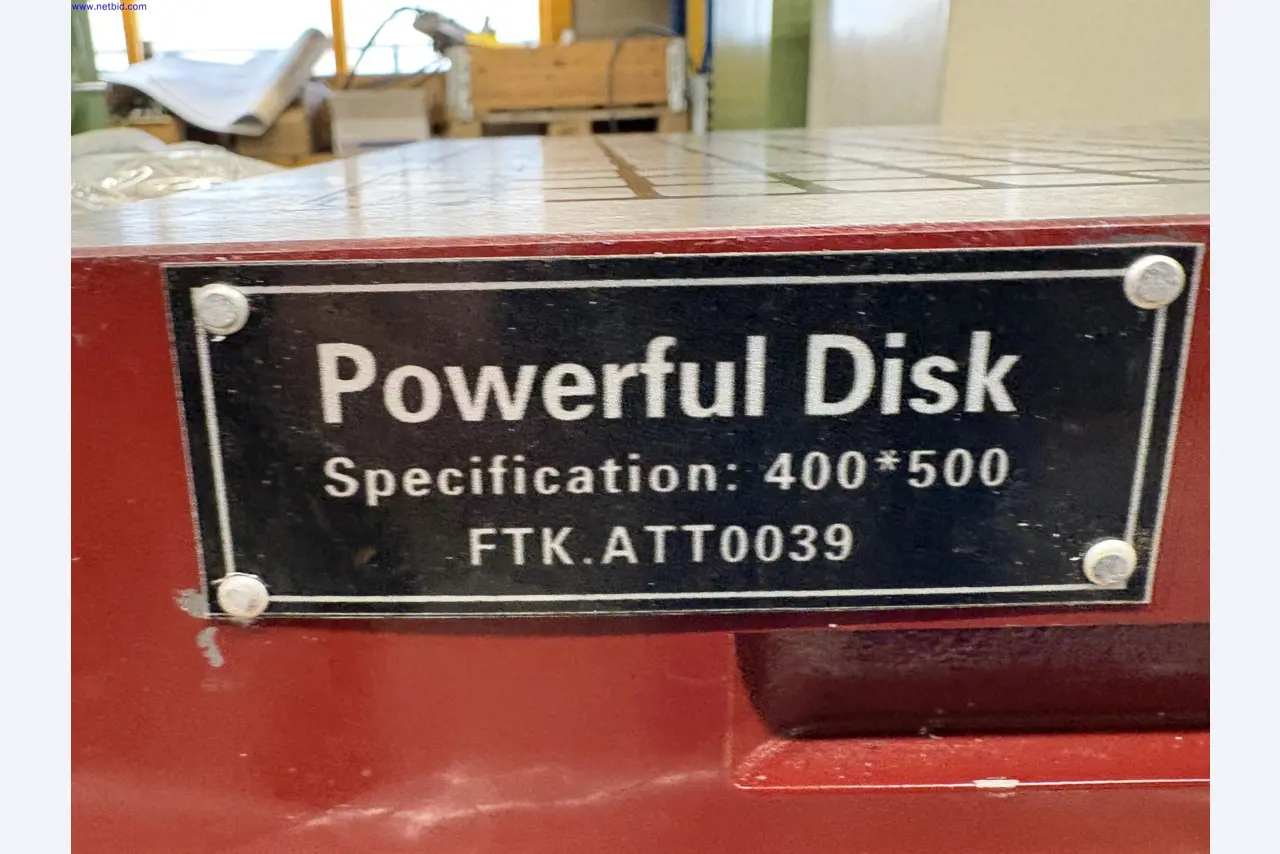 www.netbid.com
Powerful Disk
Specification: 400*500
FTK.ATT0039